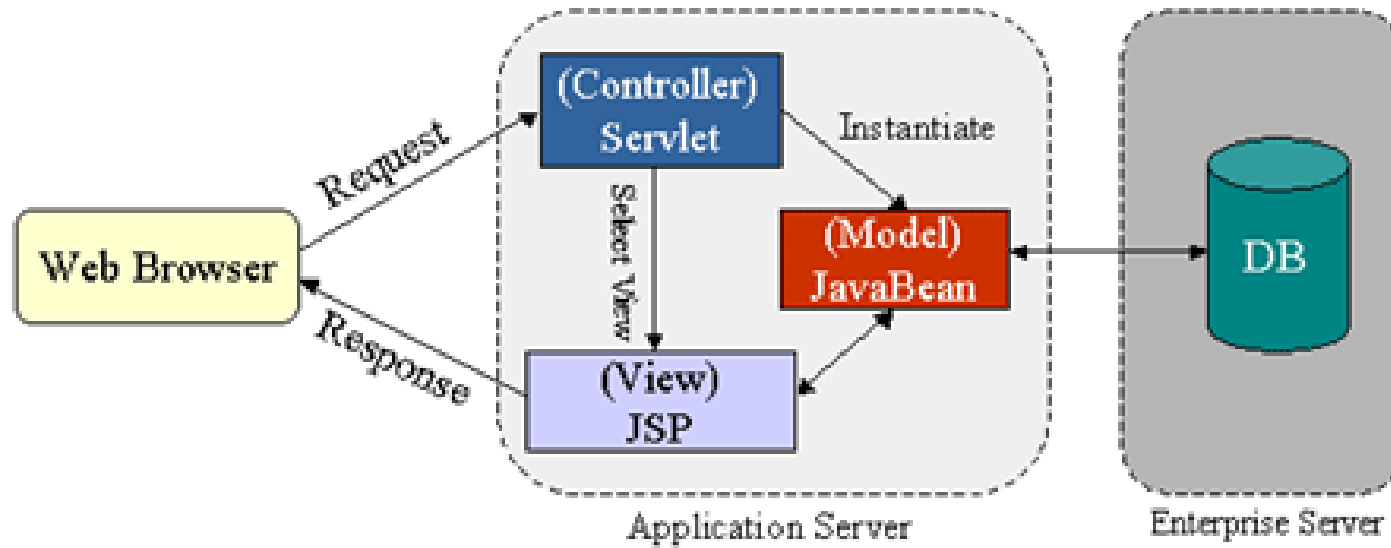 (Controller)
Servlet
Instantiate
Request
Select View
(Model)
JavaBean
DB
Web Browser
Response
(View)
JSP
Application Server
Enterprise Server